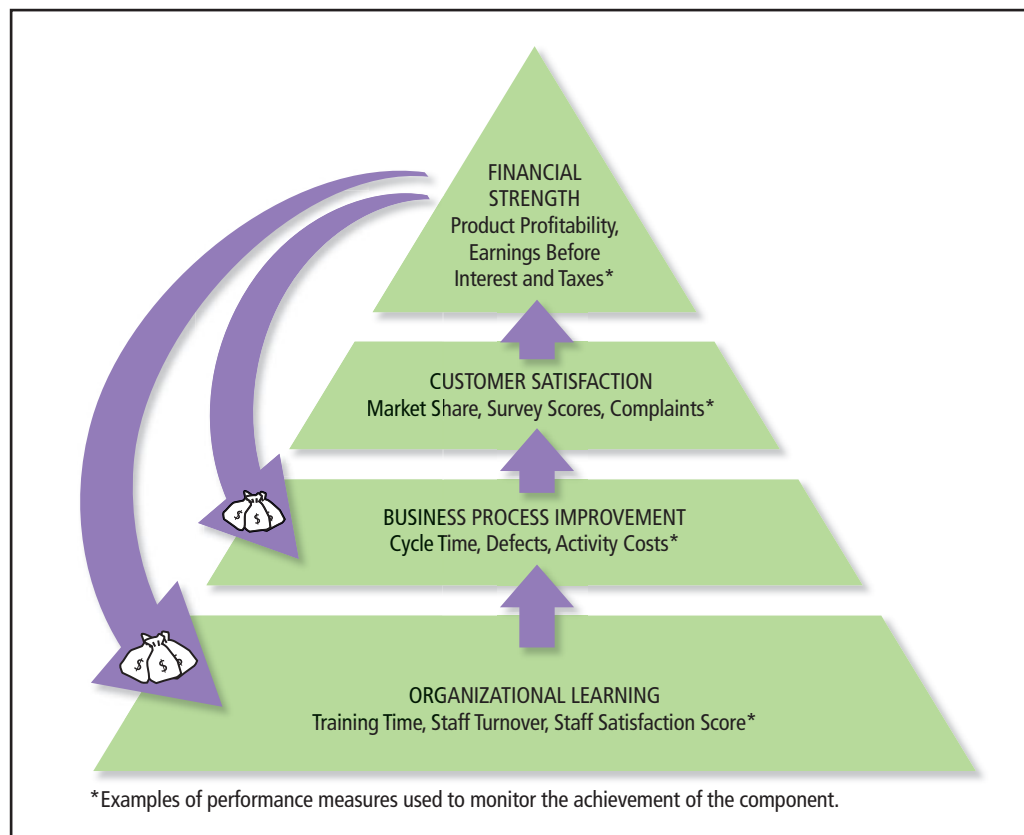 FINANCIAL
STRENGTH
Product Profitability,
Earnings Before
Interest and Taxes*
CUSTOMER SATISFACTION
Market Share, Survey Scores, Complaints*
$ $ $
BUSINESS PROCESS IMPROVEMENT
Cycle Time, Defects, Activity Costs*
$ $ $
ORGANIZATIONAL LEARNING
Training Time, Staff Turnover, Staff Satisfaction Score*
*Examples of performance measures used to monitor the achievement of the component.